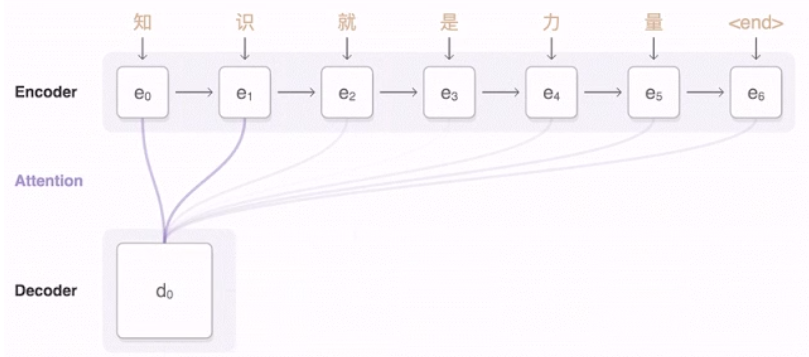 知 识 就 是 力 量 <end>
Encoder e₀ e₁ e₂ e₃ e₄ e₅ e₆
Attention
Decoder d₀